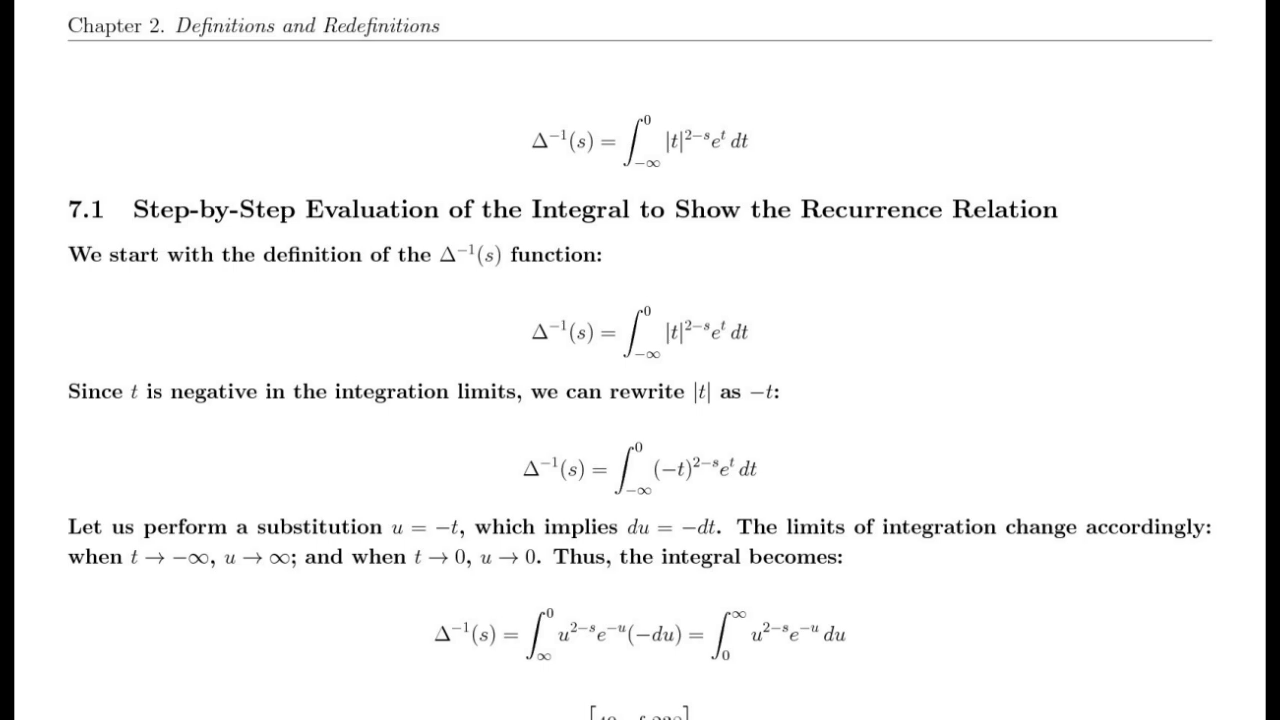 Chapter 2. Definitions and Redefinitions
Δ⁻¹(s) = ∫_{−∞}^{0} |t|^{2−s} e^t dt
7.1 Step-by-Step Evaluation of the Integral to Show the Recurrence Relation
We start with the definition of the Δ⁻¹(s) function:
Δ⁻¹(s) = ∫_{−∞}^{0} |t|^{2−s} e^t dt
Since t is negative in the integration limits, we can rewrite |t| as −t:
Δ⁻¹(s) = ∫_{−∞}^{0} (−t)^{2−s} e^t dt
Let us perform a substitution u = −t, which implies du = −dt. The limits of integration change accordingly:
when t → −∞, u → ∞; and when t → 0, u → 0. Thus, the integral becomes:
Δ⁻¹(s) = ∫_{∞}^{0} u^{2−s} e^{−u} (−du) = ∫_{0}^{∞} u^{2−s} e^{−u} du